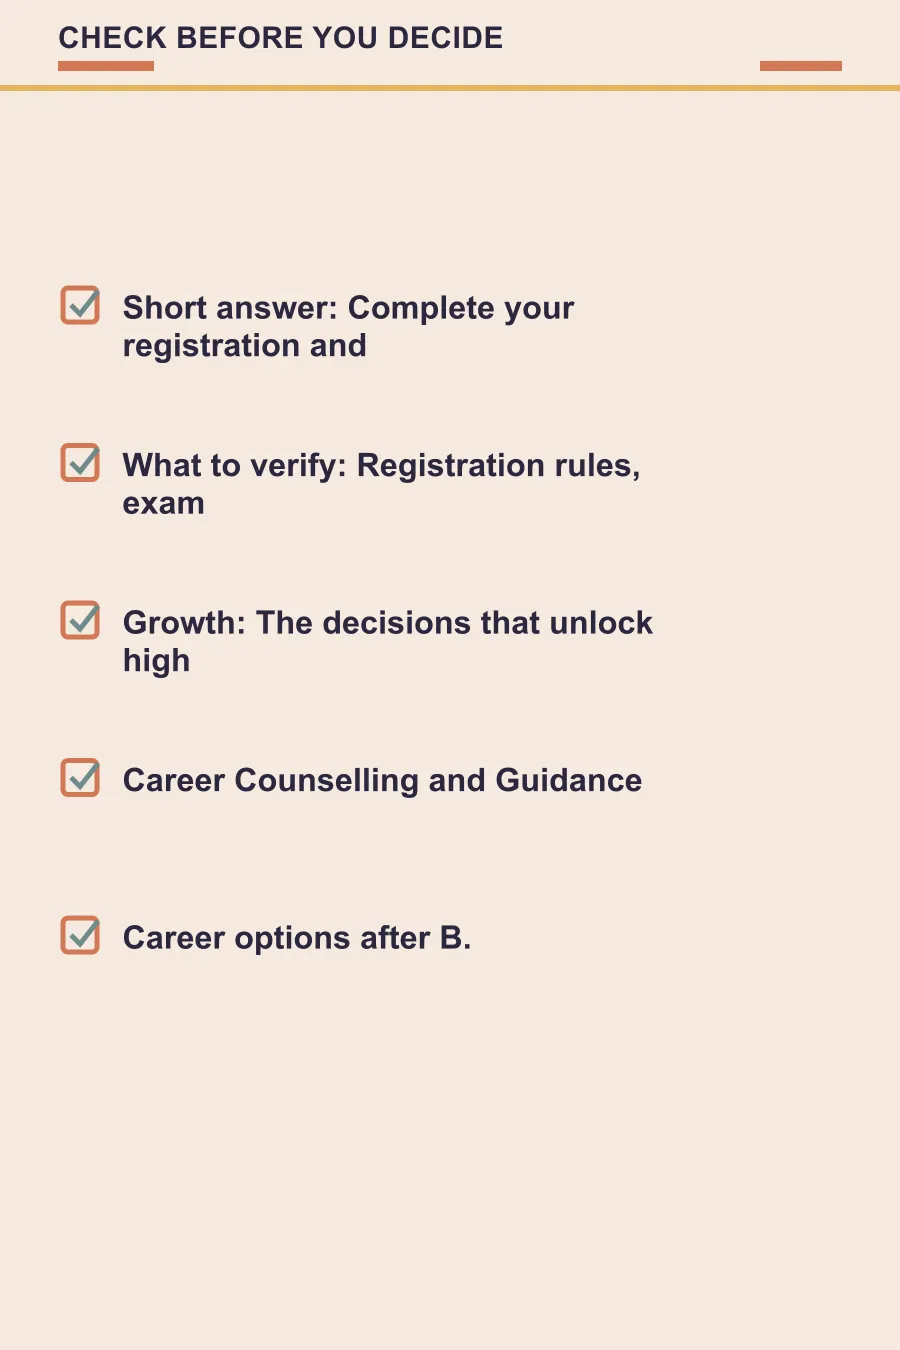 CHECK BEFORE YOU DECIDE
Short answer: Complete your
registration and
What to verify: Registration rules,
exam
Growth: The decisions that unlock
high
Career Counselling and Guidance
Career options after B.